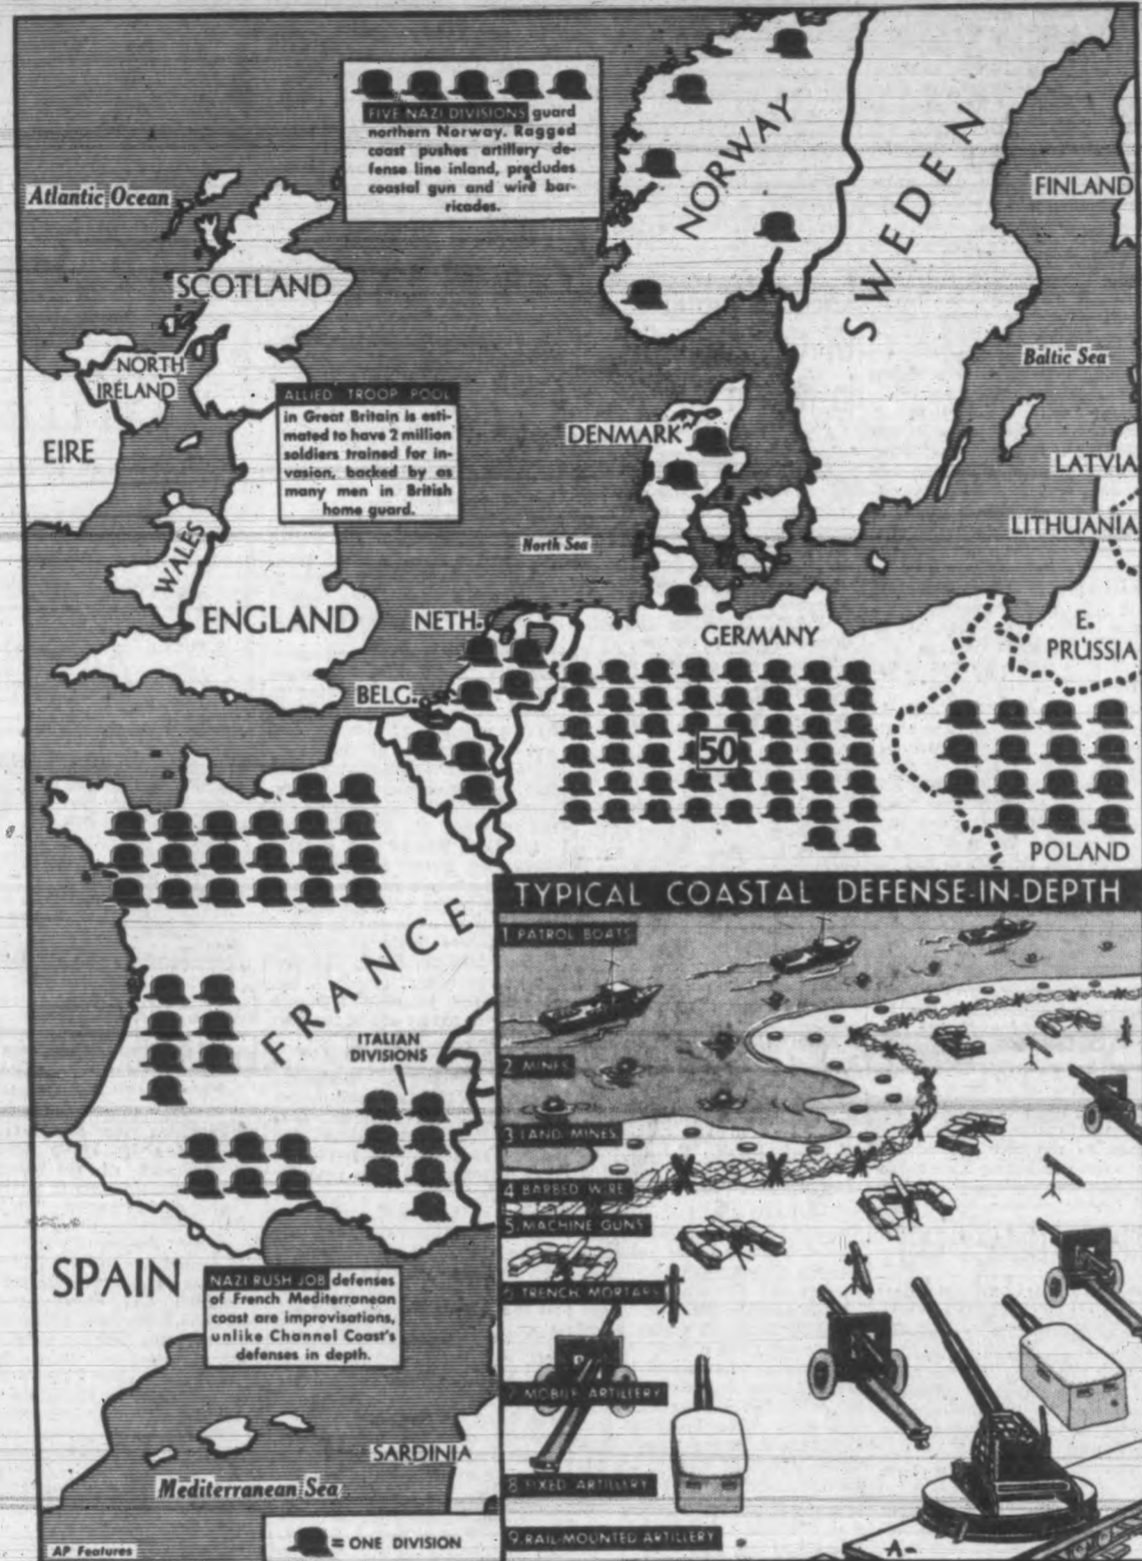 FIVE NAZI DIVISIONS guard
northern Norway. Ragged
coast pushes artillery de-
fense line inland, precludes
coastal gun and wire bar-
ricades.
NORWAY
SWEDEN
FINLAND
Atlantic Ocean
SCOTLAND
NORTH
IRELAND
EIRE
Baltic Sea
ALLIED TROOP POOL
in Great Britain is esti-
mated to have 2 million
soldiers trained for in-
vasion, backed by as
many men in British
home guard.
DENMARK
LATVIA
LITHUANIA
North Sea
WALES
ENGLAND
NETH.
GERMANY
E.
PRUSSIA
BELG.
50
POLAND
FRANCE
ITALIAN
DIVISIONS
SPAIN
NAZI RUSH JOB defenses
of French Mediterranean
coast are improvisations,
unlike Channel Coast's
defenses in depth.
SARDINIA
Mediterranean Sea
= ONE DIVISION
AP Features
TYPICAL COASTAL DEFENSE-IN-DEPTH
1 PATROL BOATS
2 MINES
3 LAND MINES
4 BARBED WIRE
5. MACHINE GUNS
6 TRENCH MORTARS
7 MOBILE ARTILLERY
8 FIXED ARTILLERY
9. RAIL-MOUNTED ARTILLERY